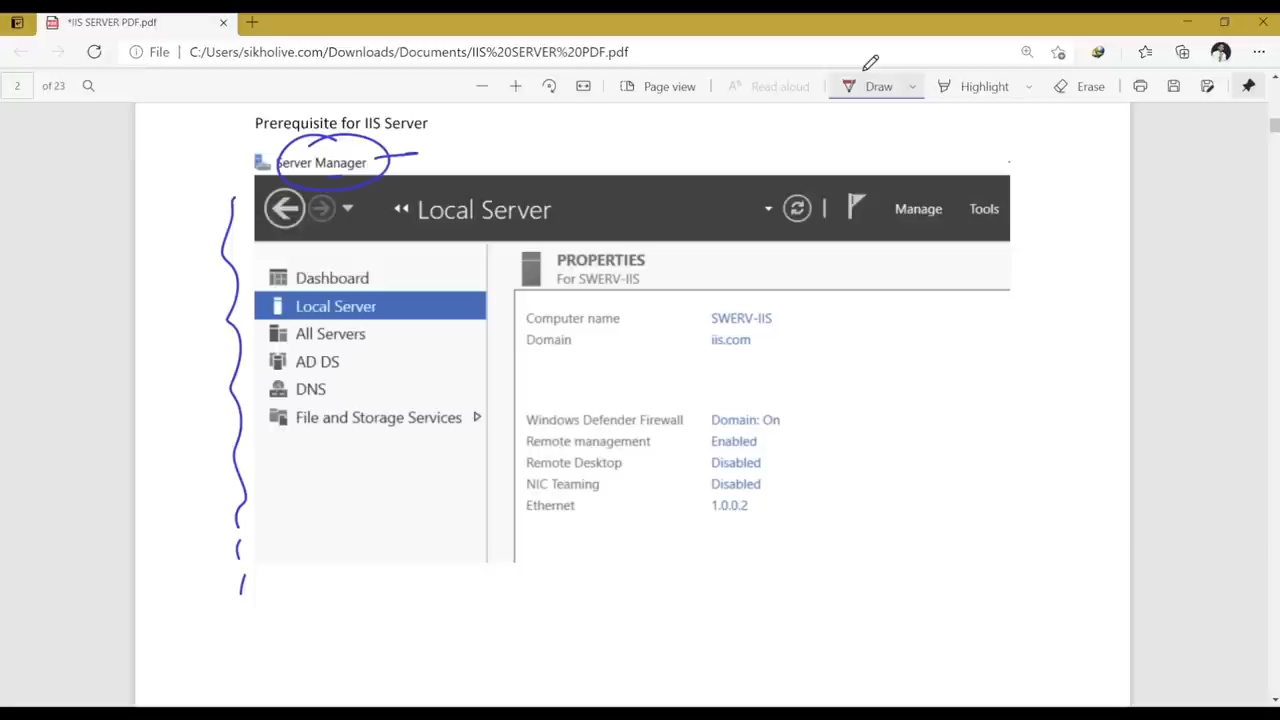 *IIS SERVER PDF.pdf
File C:/Users/sikholive.com/Downloads/Documents/IIS%20SERVER%20PDF.pdf
2 of 23 Page view Read aloud Draw Highlight Erase
Prerequisite for IIS Server
Server Manager
Local Server Manage Tools
Dashboard
Local Server
All Servers
AD DS
DNS
File and Storage Services
PROPERTIES
For SWERV-IIS
Computer name SWERV-IIS
Domain iis.com
Windows Defender Firewall Domain: On
Remote management Enabled
Remote Desktop Disabled
NIC Teaming Disabled
Ethernet 1.0.0.2